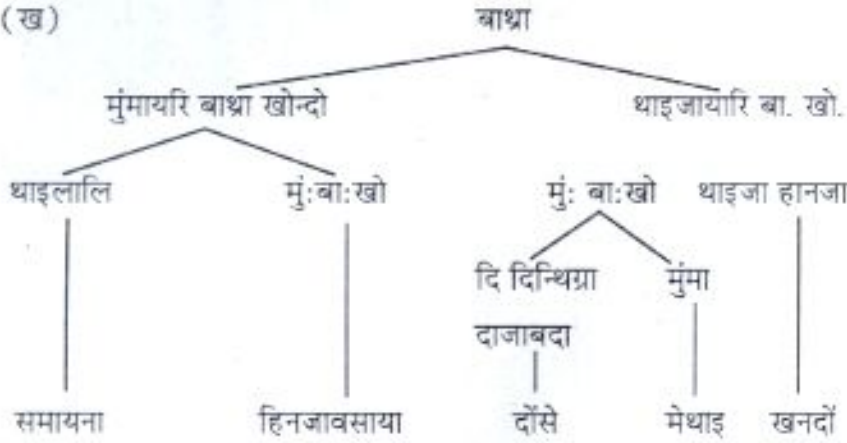 (ख) बाथ्रा
मुंमायरि बाथ्रा खोन्दो थाइजायारि बा. खो.
थाइलालि मुं:बा:खो मुं: बा:खो थाइजा हानजा
दि दिन्थिग्रा मुंमा
दाजाबदा
समायना हिनजावसाया दोंसे मेथाइ खनदों